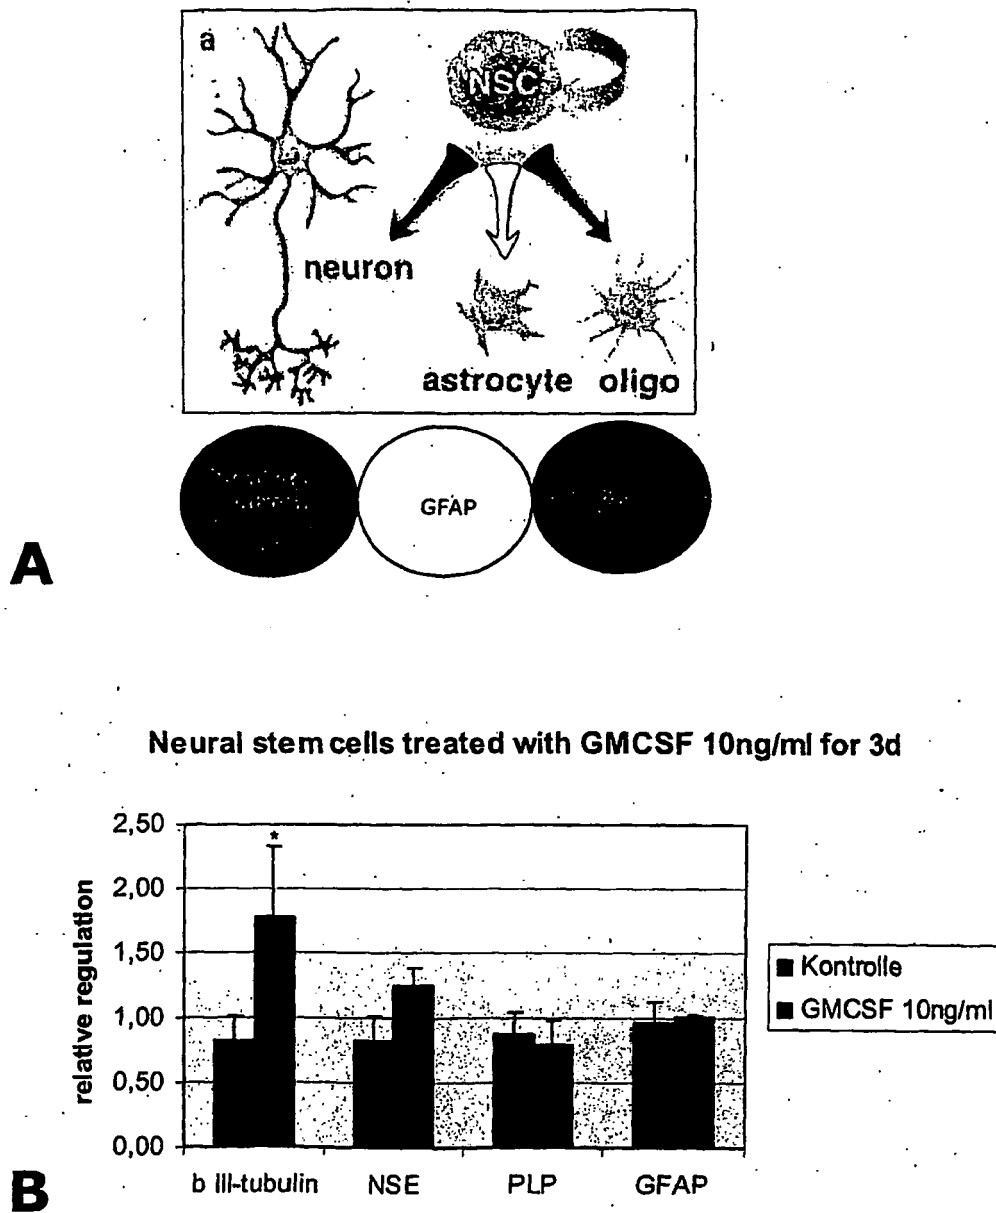 a
NSC
neuron
astrocyte oligo
GFAP
A
Neural stem cells treated with GMCSF 10ng/ml for 3d
relative regulation
2,50
2,00
1,50
1,00
0,50
0,00
*
b III-tubulin NSE PLP GFAP
Kontrolle
GMCSF 10ng/ml
B